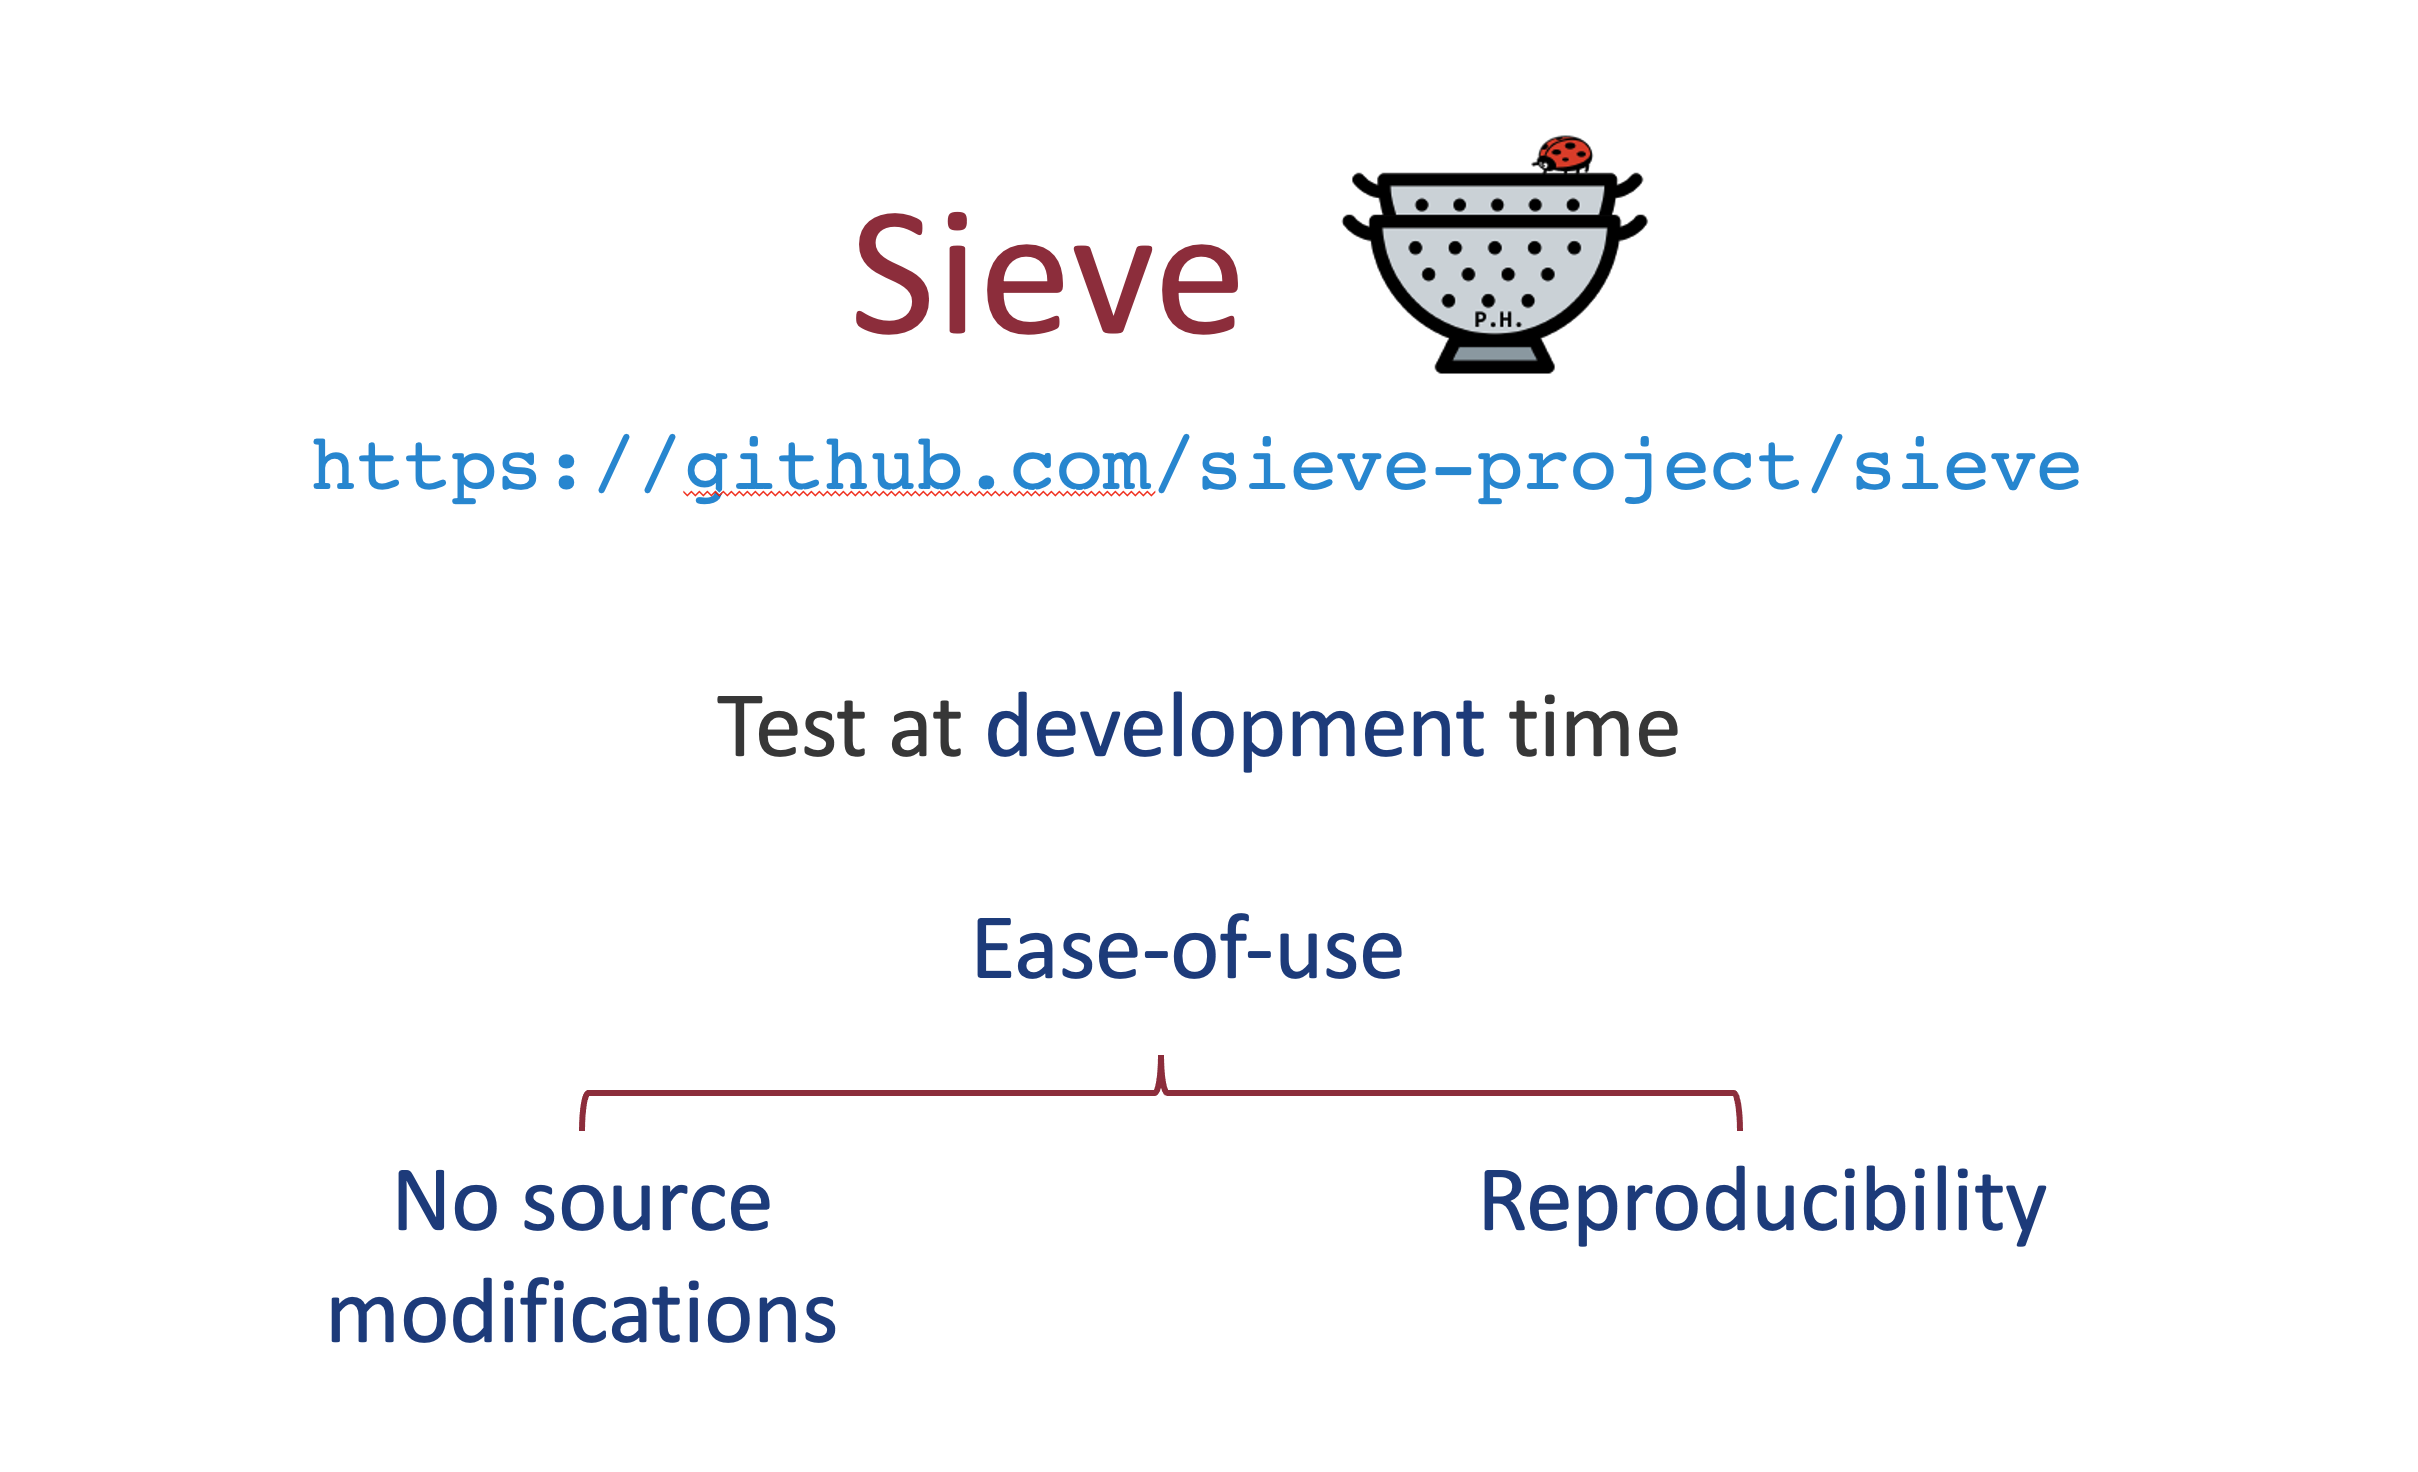 Sieve
P.H.
https://github.com/sieve-project/sieve
Test at development time
Ease-of-use
No source
modifications
Reproducibility